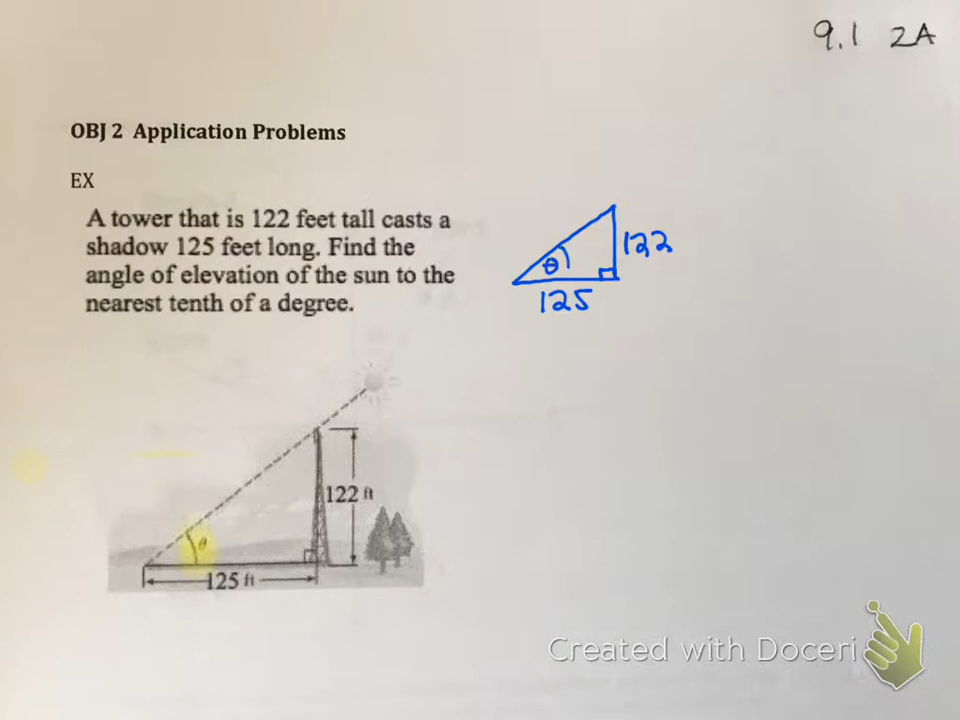 9.1 2A
OBJ 2 Application Problems
EX
A tower that is 122 feet tall casts a
shadow 125 feet long. Find the
angle of elevation of the sun to the
nearest tenth of a degree.
θ
122
125
122 ft
θ
125 ft
Created with Doceri